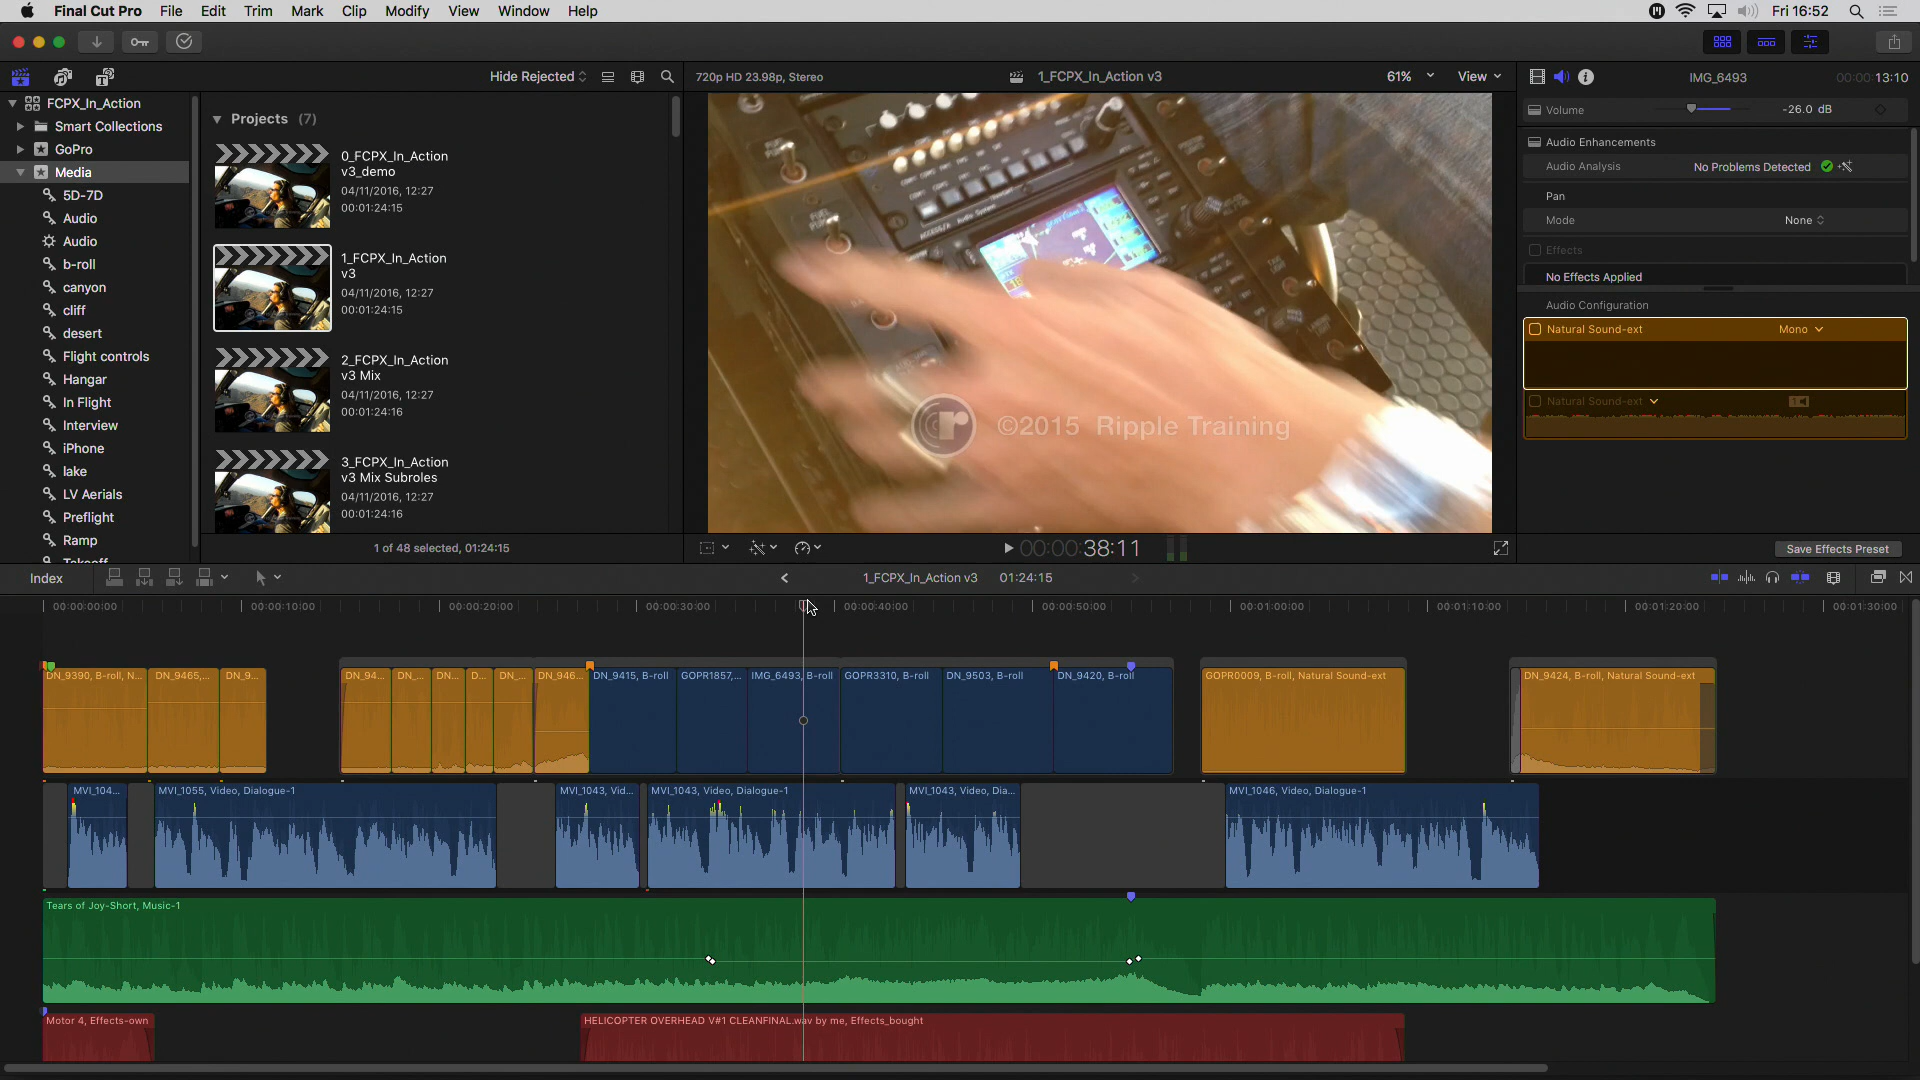 Final Cut Pro File Edit Trim Mark Clip Modify View Window Help Fri 16:52
Hide Rejected 720p HD 23.98p, Stereo 1_FCPX_In_Action v3 61% View IMG_6493 00:00:13:10
FCPX_In_Action
Smart Collections
GoPro
Media
5D-7D
Audio
Audio
b-roll
canyon
cliff
desert
Flight controls
Hangar
In Flight
Interview
iPhone
lake
LV Aerials
Preflight
Ramp
Takeoff
Projects (7)
0_FCPX_In_Action
v3_demo
04/11/2016, 12:27
00:01:24:15
1_FCPX_In_Action
v3
04/11/2016, 12:27
00:01:24:15
2_FCPX_In_Action
v3 Mix
04/11/2016, 12:27
00:01:24:16
3_FCPX_In_Action
v3 Mix Subroles
04/11/2016, 12:27
00:01:24:16
1 of 48 selected, 01:24:15
©2015 Ripple Training
00:00:38:11
Volume -26.0 dB
Audio Enhancements
Audio Analysis No Problems Detected
Pan
Mode None
Effects
No Effects Applied
Audio Configuration
Natural Sound-ext Mono
Natural Sound-ext
Save Effects Preset
Index 1_FCPX_In_Action v3 01:24:15
00:00:00:00 00:00:10:00 00:00:20:00 00:00:30:00 00:00:40:00 00:00:50:00 00:01:00:00 00:01:10:00 00:01:20:00 00:01:30:00
DN_9390, B-roll, N... DN_9465,... DN_9... DN_94... DN_... DN... D... DN_... DN_946... DN_9415, B-roll GOPR1857,... IMG_6493, B-roll GOPR3310, B-roll DN_9503, B-roll DN_9420, B-roll GOPR0009, B-roll, Natural Sound-ext DN_9424, B-roll, Natural Sound-ext
MVI_104... MVI_1055, Video, Dialogue-1 MVI_1043, Vid... MVI_1043, Video, Dialogue-1 MVI_1043, Video, Dia... MVI_1046, Video, Dialogue-1
Tears of Joy-Short, Music-1
Motor 4, Effects-own HELICOPTER OVERHEAD V#1 CLEANFINAL.wav by me, Effects_bought